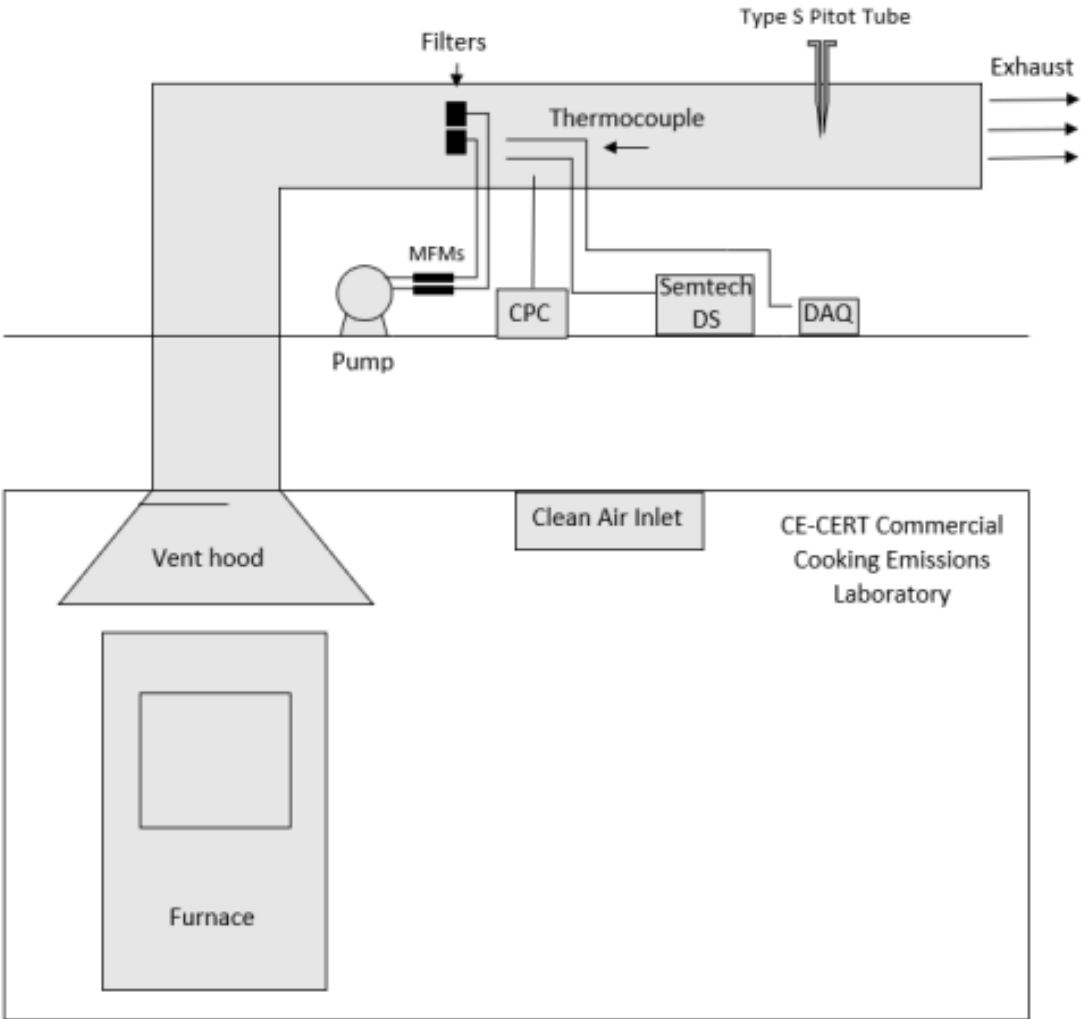 Type S Pitot Tube
Filters
Exhaust
Thermocouple
MFMs
Semtech
DS
CPC
DAQ
Pump
Clean Air Inlet
CE-CERT Commercial
Cooking Emissions
Laboratory
Vent hood
Furnace